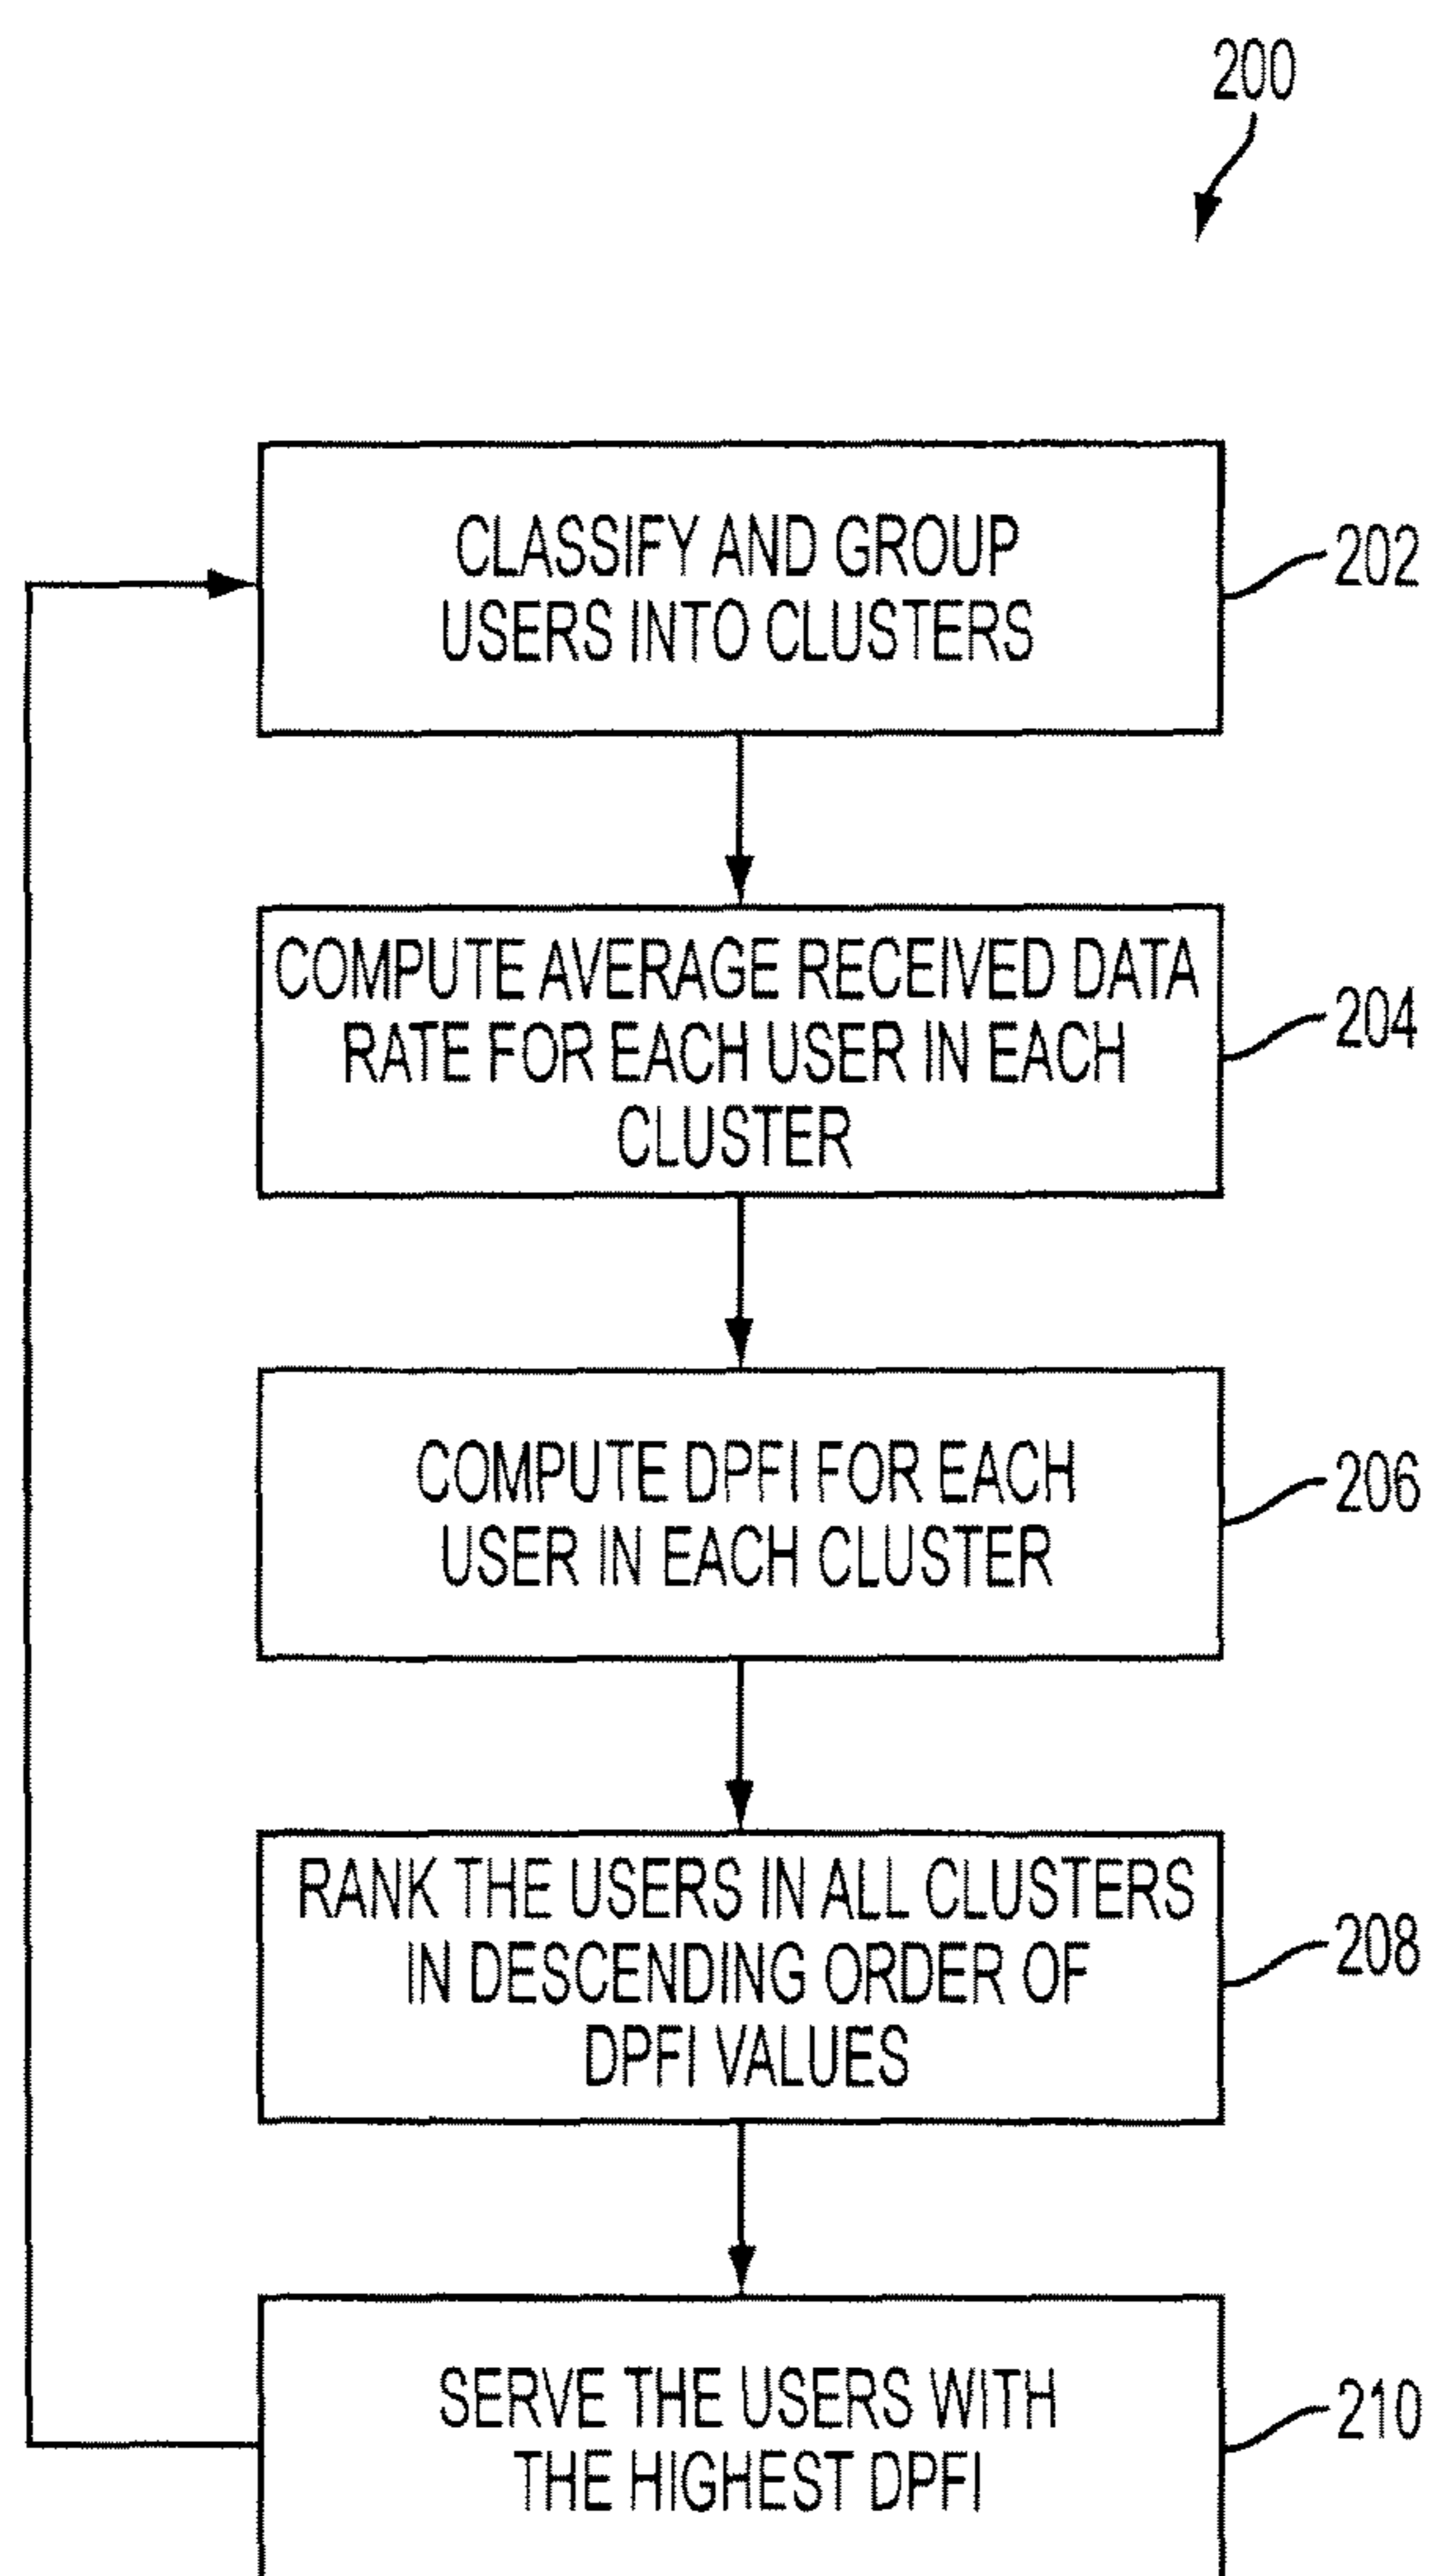 200
CLASSIFY AND GROUP
USERS INTO CLUSTERS
202
COMPUTE AVERAGE RECEIVED DATA
RATE FOR EACH USER IN EACH
CLUSTER
204
COMPUTE DPFI FOR EACH
USER IN EACH CLUSTER
206
RANK THE USERS IN ALL CLUSTERS
IN DESCENDING ORDER OF
DPFI VALUES
208
SERVE THE USERS WITH
THE HIGHEST DPFI
210